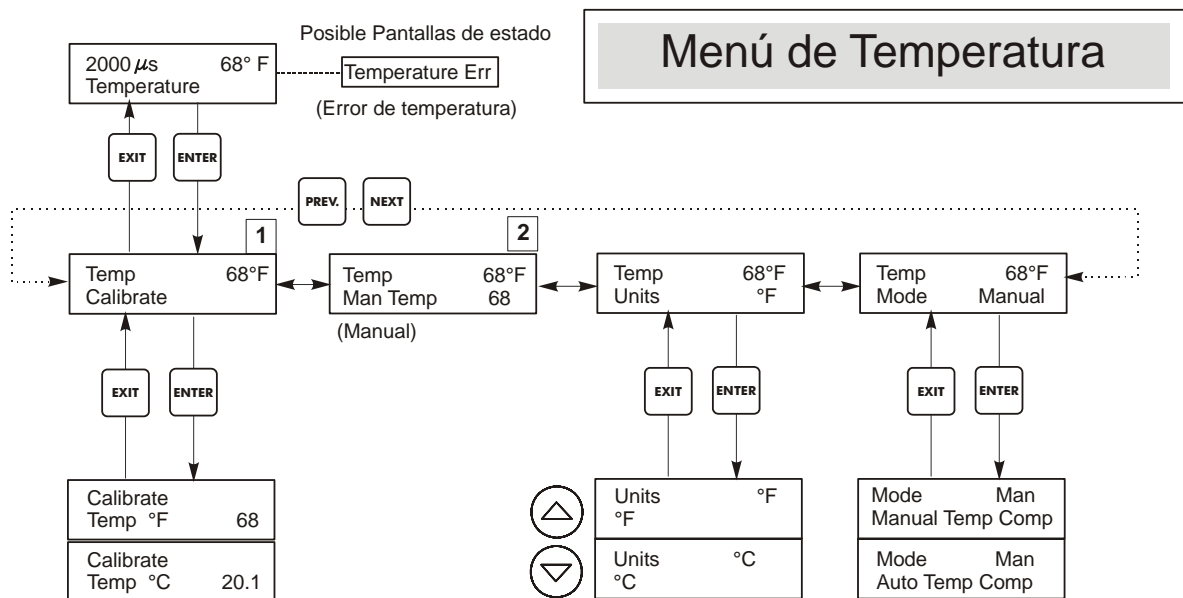 Posible Pantallas de estado
Menú de Temperatura
2000 µs 68° F
Temperature
Temperature Err
(Error de temperatura)
EXIT
ENTER
PREV.
NEXT
1
2
Temp 68°F
Calibrate
Temp 68°F
Man Temp 68
(Manual)
Temp 68°F
Units °F
Temp 68°F
Mode Manual
EXIT
ENTER
EXIT
ENTER
EXIT
ENTER
Calibrate
Temp °F 68
Calibrate
Temp °C 20.1
Units °F
°F
Units °C
°C
Mode Man
Manual Temp Comp
Mode Man
Auto Temp Comp